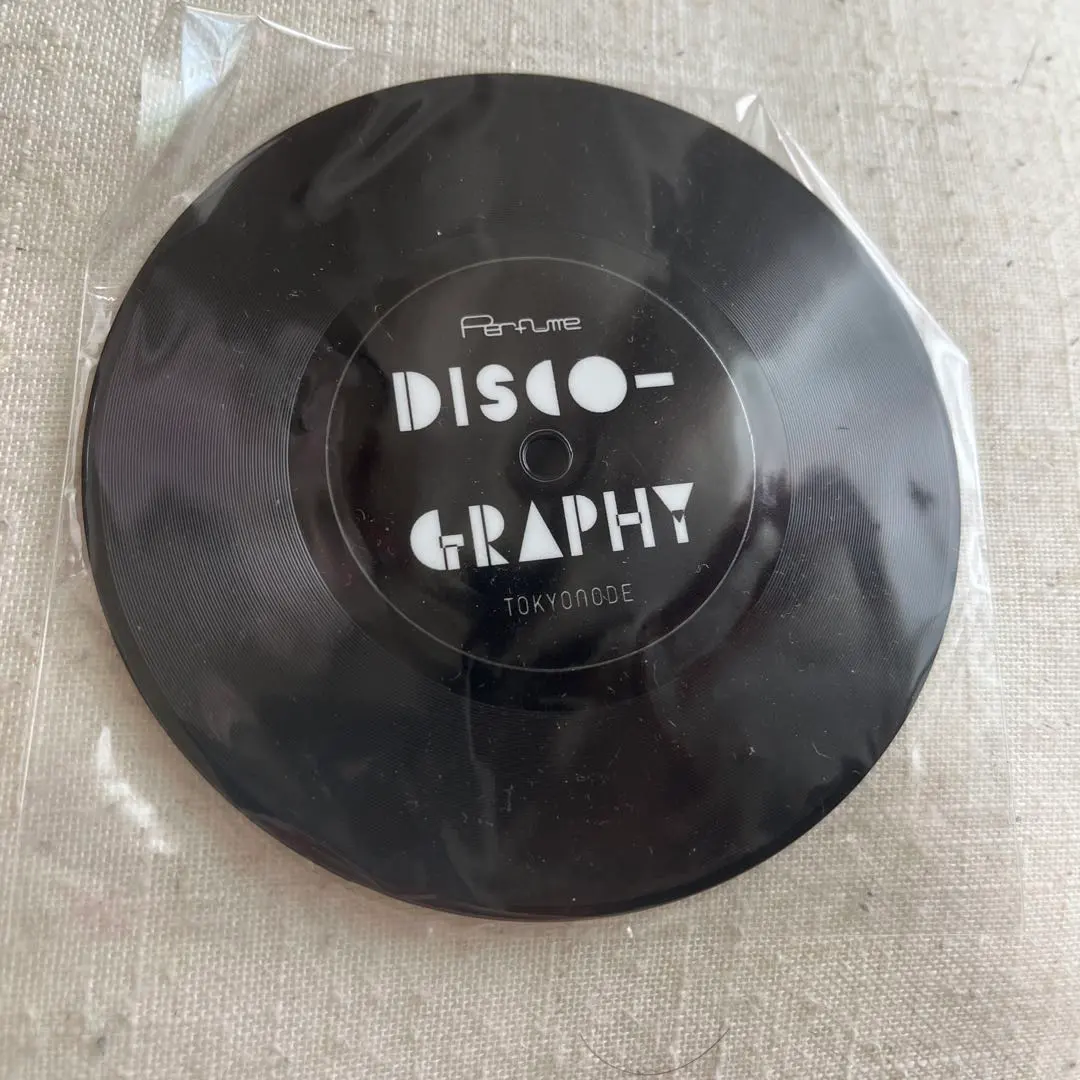 Perfume
DISCO-
GRAPHY
TOKYONODE